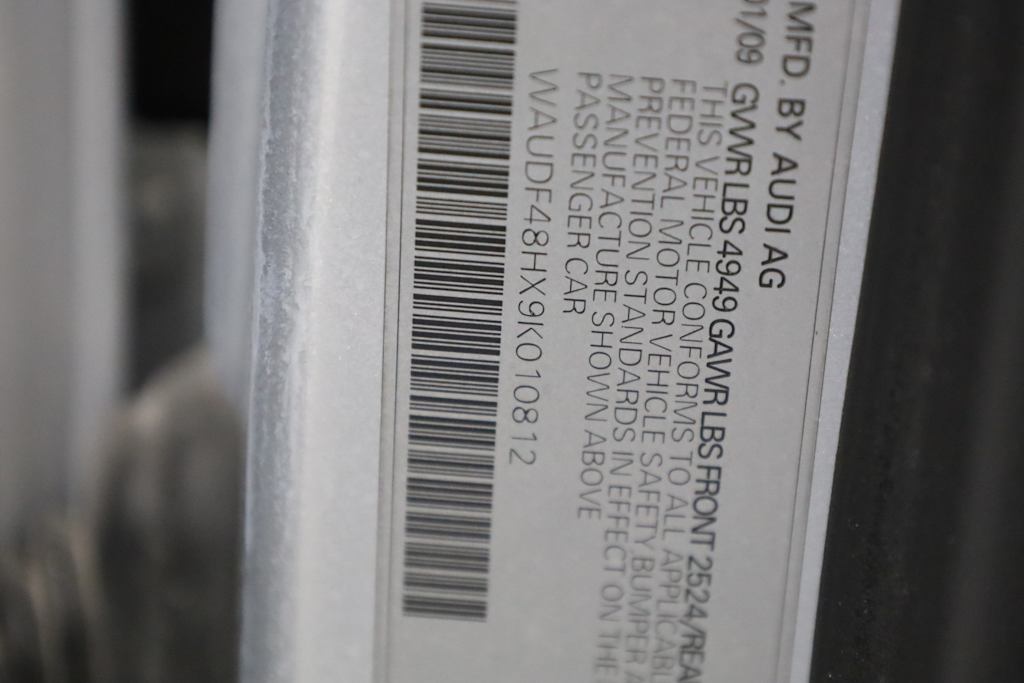 MFD. BY AUDI AG
01/09 GVWR LBS 4949 GAWR LBS FRONT 2524/REA
THIS VEHICLE CONFORMS TO ALL APPLICABL
FEDERAL MOTOR VEHICLE SAFETY, BUMPER A
PREVENTION STANDARDS IN EFFECT ON THE
MANUFACTURE SHOWN ABOVE
PASSENGER CAR
WAUDF48HX9K010812